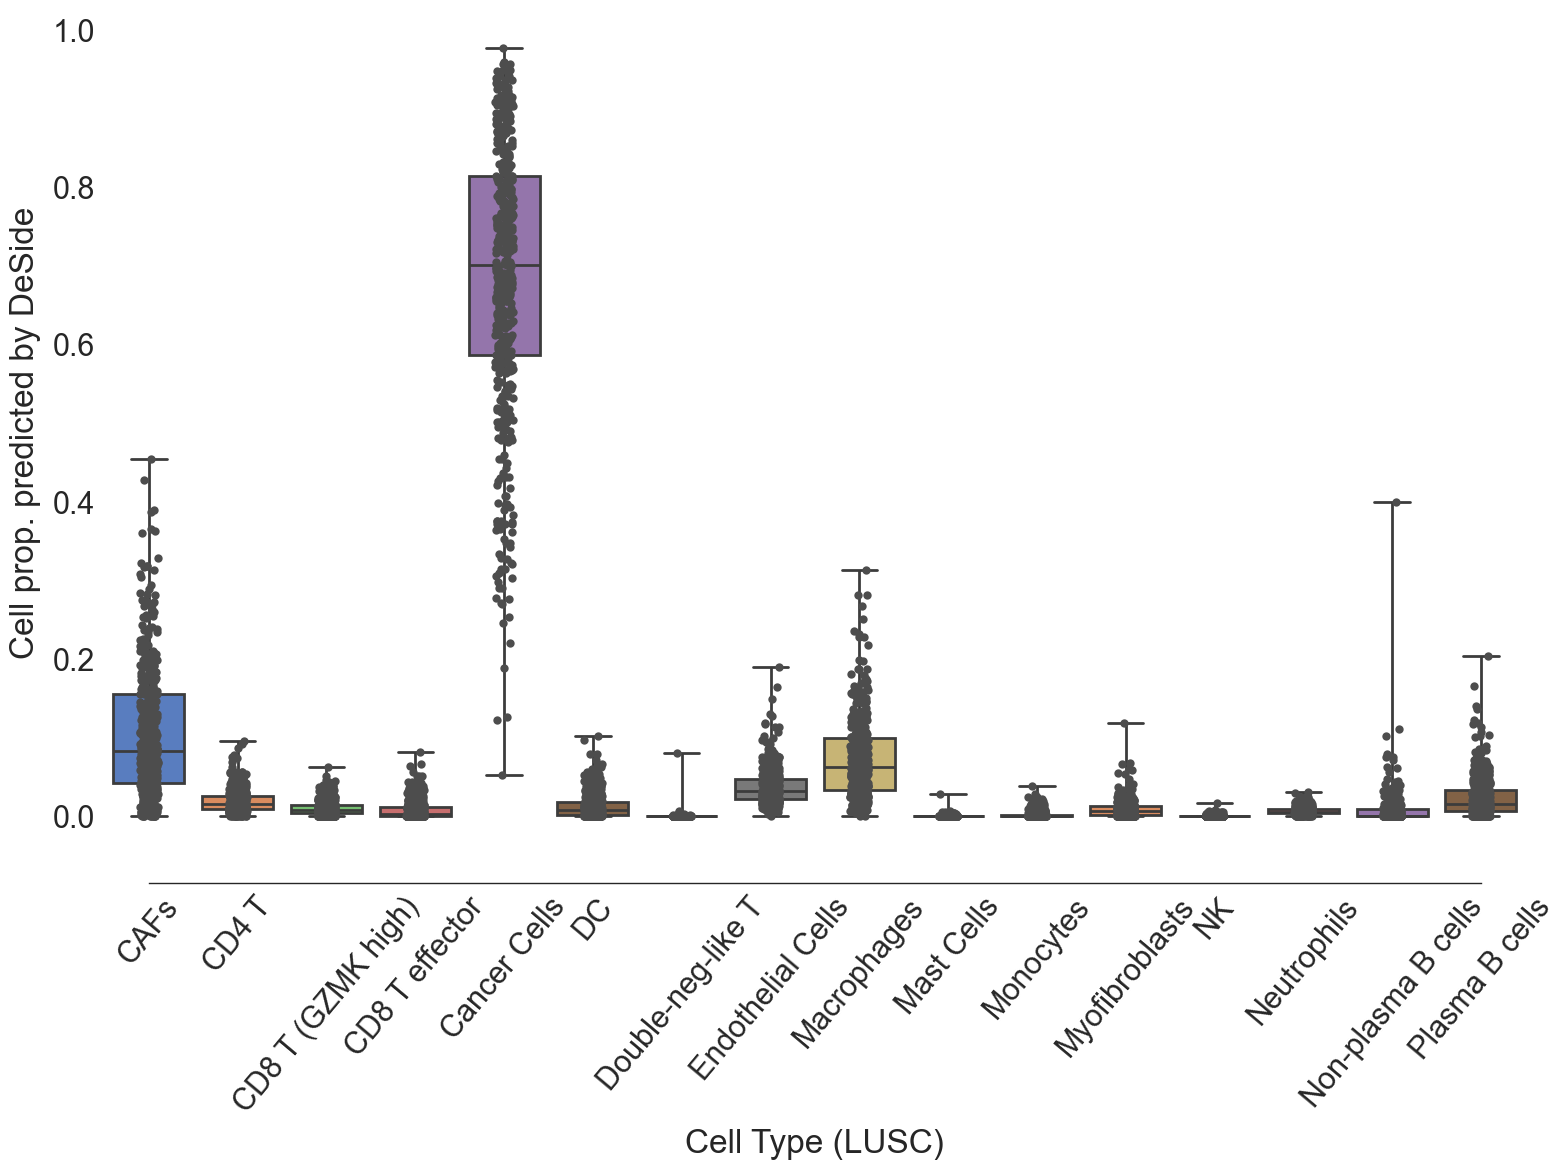 1.0
0.8
0.6
0.4
0.2
0.0
Cell prop. predicted by DeSide
CAFs
CD4 T
CD8 T (GZMK high)
CD8 T effector
Cancer Cells
DC
Double-neg-like T
Endothelial Cells
Macrophages
Mast Cells
Monocytes
Myofibroblasts
NK
Neutrophils
Non-plasma B cells
Plasma B cells
Cell Type (LUSC)